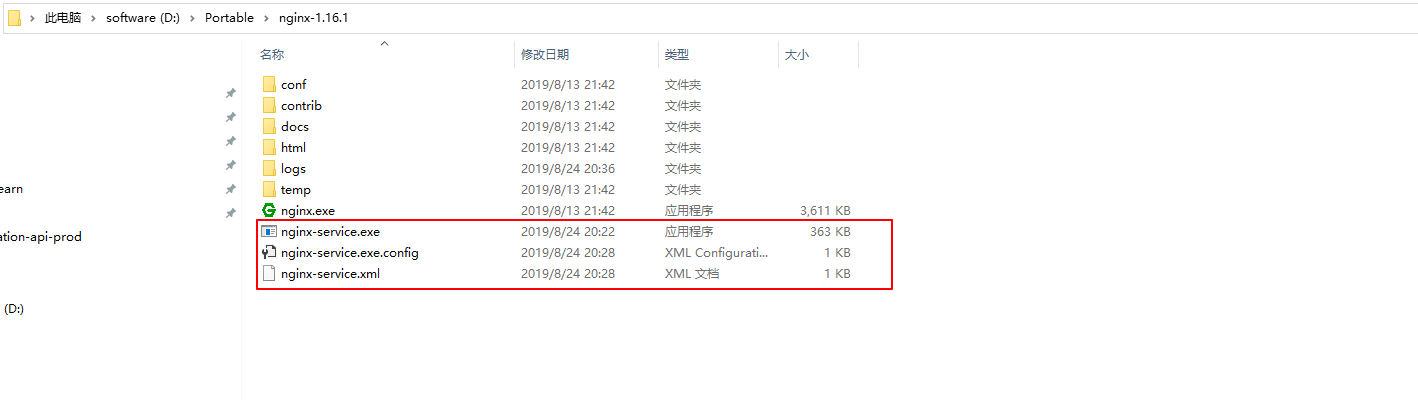 此电脑 software (D:) Portable nginx-1.16.1
名称 修改日期 类型 大小
conf 2019/8/13 21:42 文件夹
contrib 2019/8/13 21:42 文件夹
docs 2019/8/13 21:42 文件夹
html 2019/8/13 21:42 文件夹
logs 2019/8/24 20:36 文件夹
earn temp 2019/8/13 21:42 文件夹
nginx.exe 2019/8/13 21:42 应用程序 3,611 KB
ation-api-prod nginx-service.exe 2019/8/24 20:22 应用程序 363 KB
nginx-service.exe.config 2019/8/24 20:28 XML Configurati... 1 KB
nginx-service.xml 2019/8/24 20:28 XML 文档 1 KB
(D:)